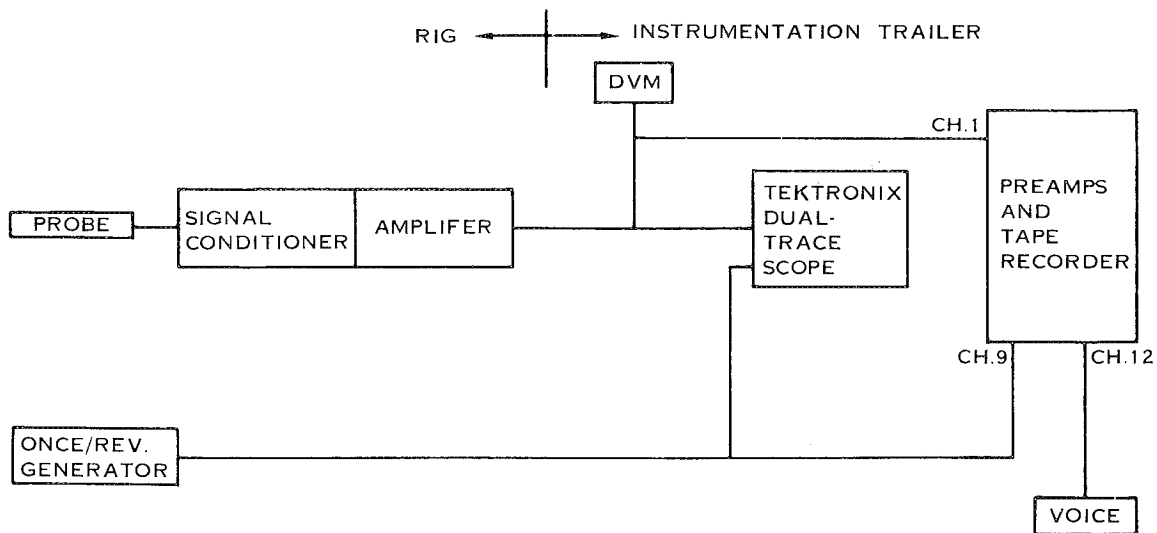 RIG
INSTRUMENTATION TRAILER
DVM
CH.1
PROBE
SIGNAL
CONDITIONER
AMPLIFER
TEKTRONIX
DUAL-
TRACE
SCOPE
PREAMPS
AND
TAPE
RECORDER
CH.9
CH.12
ONCE/REV.
GENERATOR
VOICE